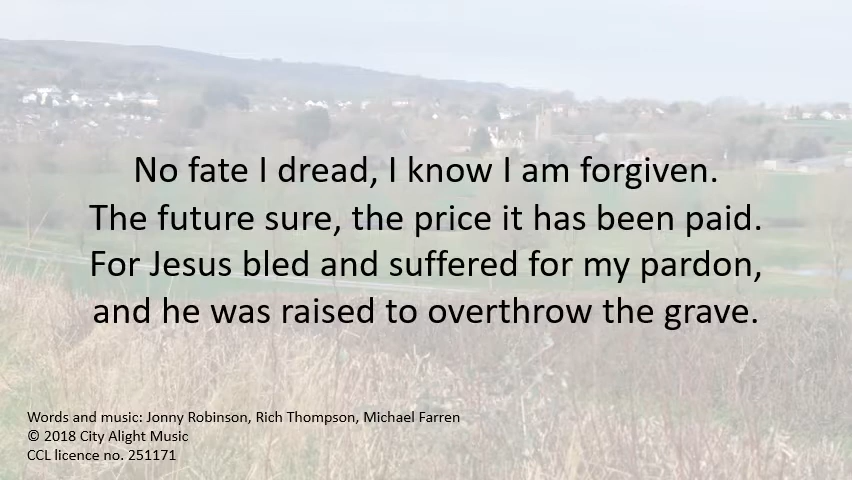 No fate I dread, I know I am forgiven.
The future sure, the price it has been paid.
For Jesus bled and suffered for my pardon,
and he was raised to overthrow the grave.
Words and music: Jonny Robinson, Rich Thompson, Michael Farren
© 2018 City Alight Music
CCL licence no. 251171